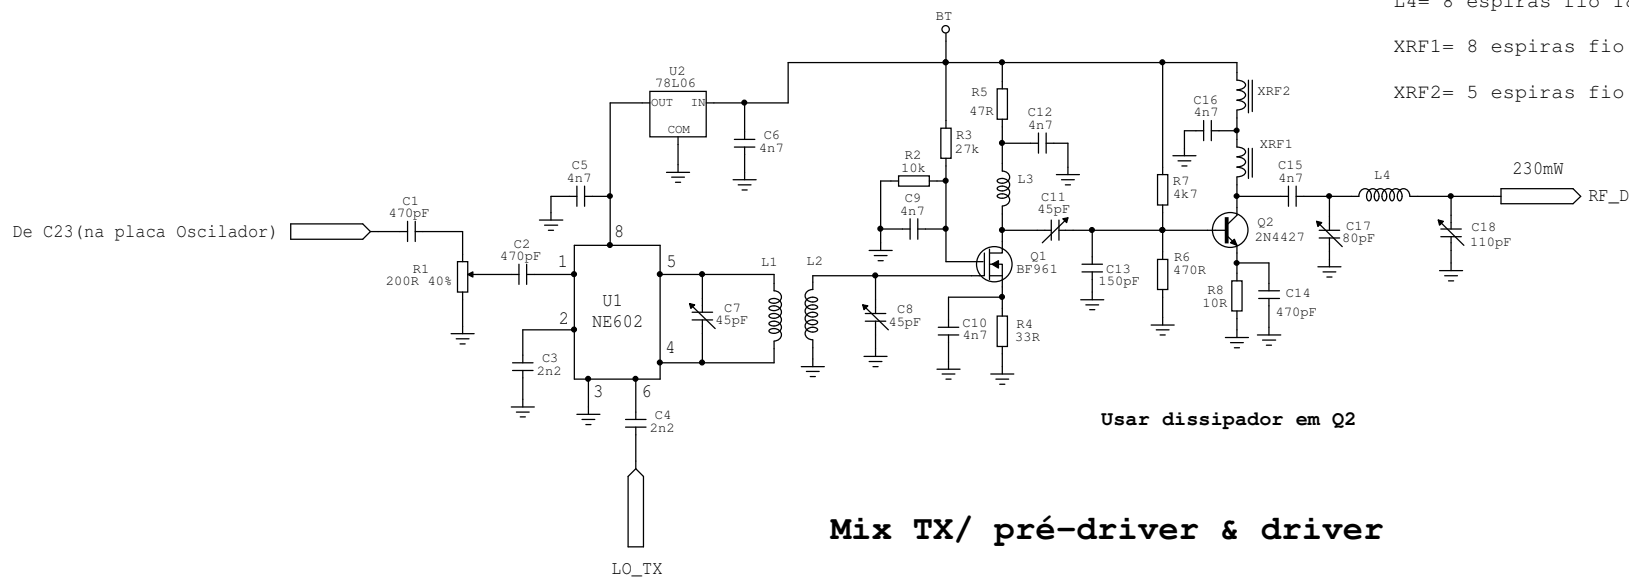 L4= 8 espiras fio
XRF1= 8 espiras fio
XRF2= 5 espiras fio
BT
U2
78L06
OUT IN
COM
C6
4n7
C5
4n7
8
De C23(na placa Oscilador)
C1
470pF
R1
200R 40%
C2
470pF
1
2
U1
NE602
5
4
3
6
C3
2n2
C4
2n2
LO_TX
C7
45pF
L1
L2
C8
45pF
R2
10k
C9
4n7
R3
27k
R5
47R
C12
4n7
L3
C11
45pF
Q1
BF961
C10
4n7
R4
33R
C13
150pF
R7
4k7
R6
470R
C16
4n7
XRF2
XRF1
C15
4n7
Q2
2N4427
R8
10R
C14
470pF
C17
80pF
L4
C18
110pF
230mW
RF_D
Usar dissipador em Q2
Mix TX/ pré-driver & driver